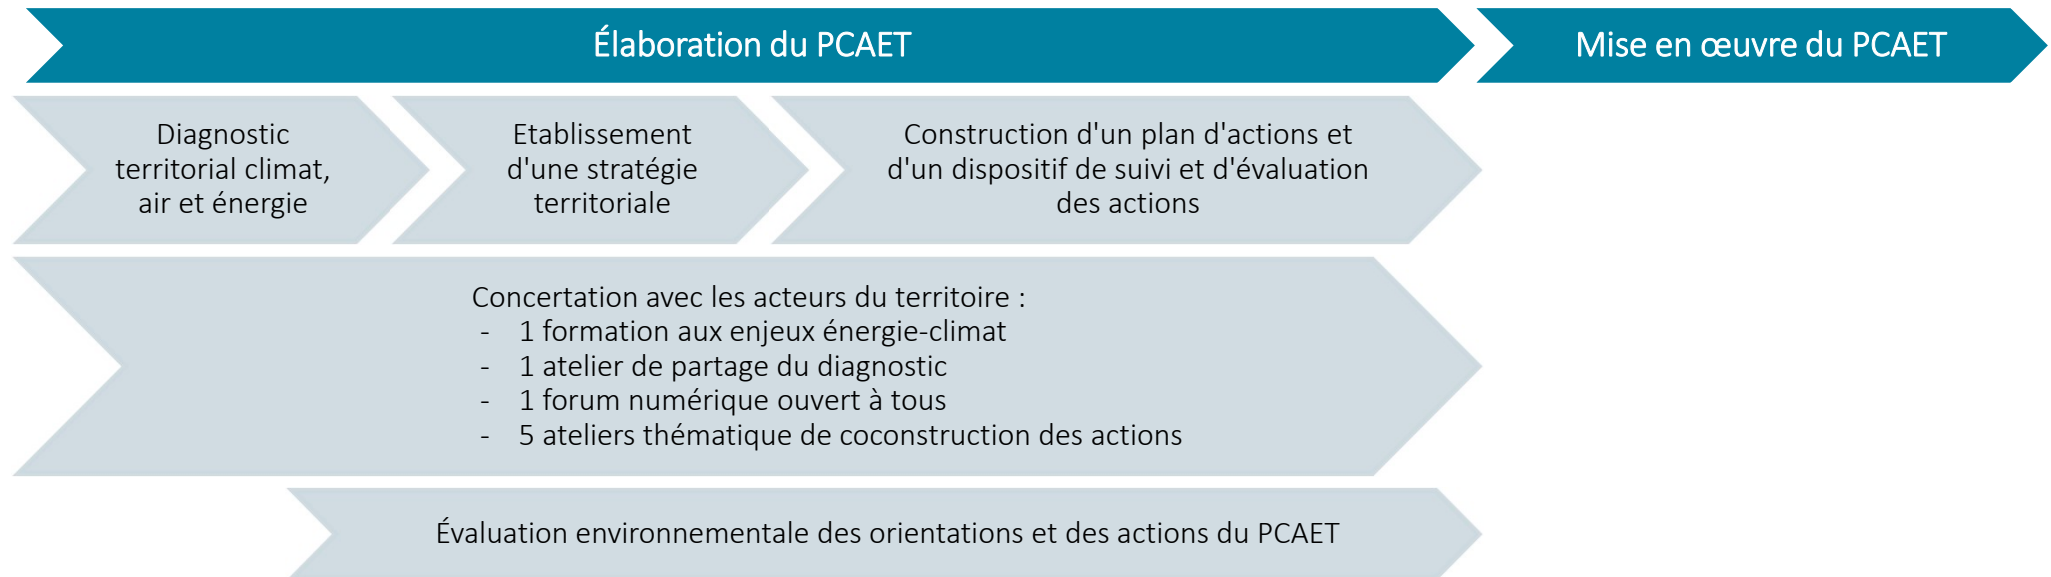 Élaboration du PCAET
Mise en œuvre du PCAET
Diagnostic
territorial climat,
air et énergie
Etablissement
d'une stratégie
territoriale
Construction d'un plan d'actions et
d'un dispositif de suivi et d'évaluation
des actions
Concertation avec les acteurs du territoire :
- 1 formation aux enjeux énergie-climat
- 1 atelier de partage du diagnostic
- 1 forum numérique ouvert à tous
- 5 ateliers thématique de coconstruction des actions
Évaluation environnementale des orientations et des actions du PCAET